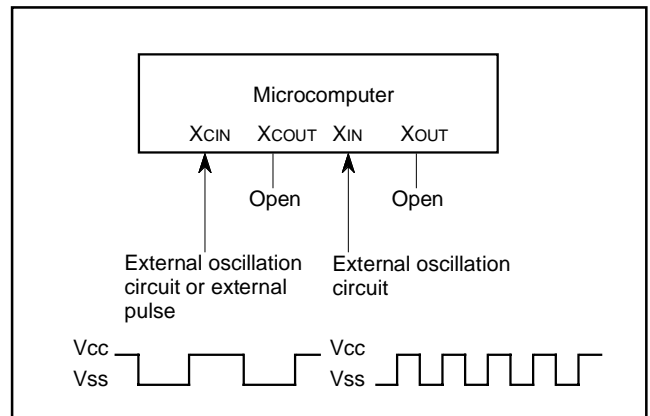 Microcomputer
XCIN XCOUT XIN XOUT
Open Open
External oscillation
circuit or external
pulse
External oscillation
circuit
Vcc
Vss
Vcc
Vss